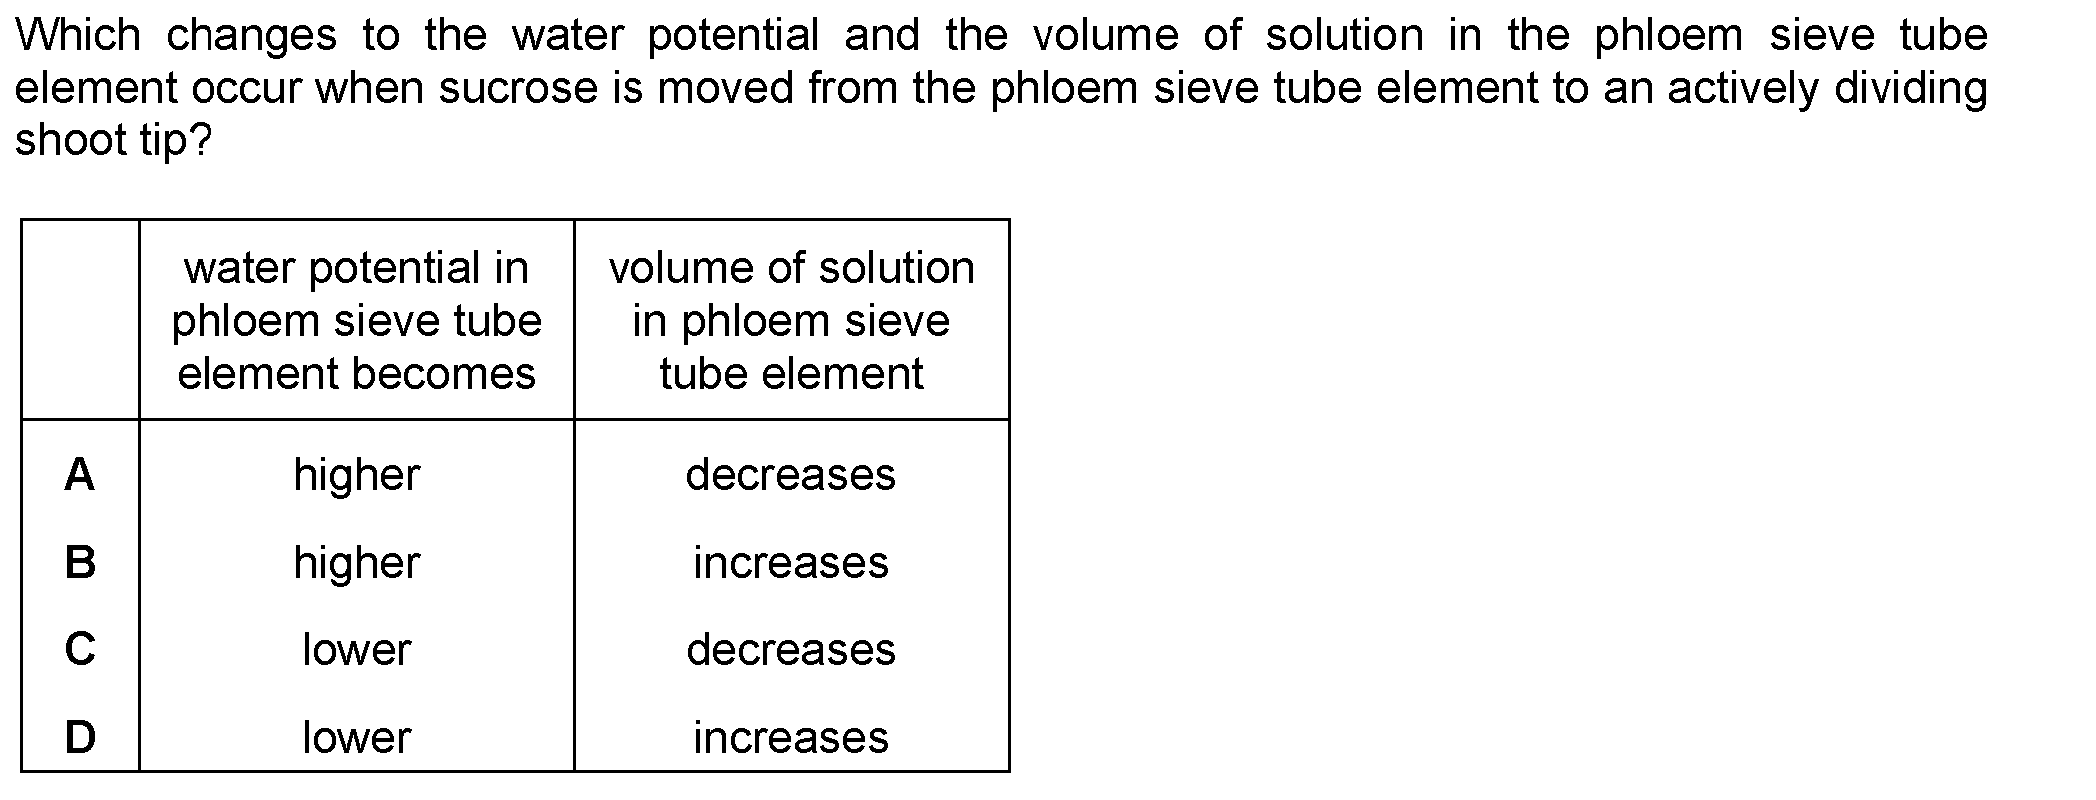 Which changes to the water potential and the volume of solution in the phloem sieve tube
element occur when sucrose is moved from the phloem sieve tube element to an actively dividing
shoot tip?
water potential in
phloem sieve tube
element becomes
volume of solution
in phloem sieve
tube element
A higher decreases
B higher increases
C lower decreases
D lower increases